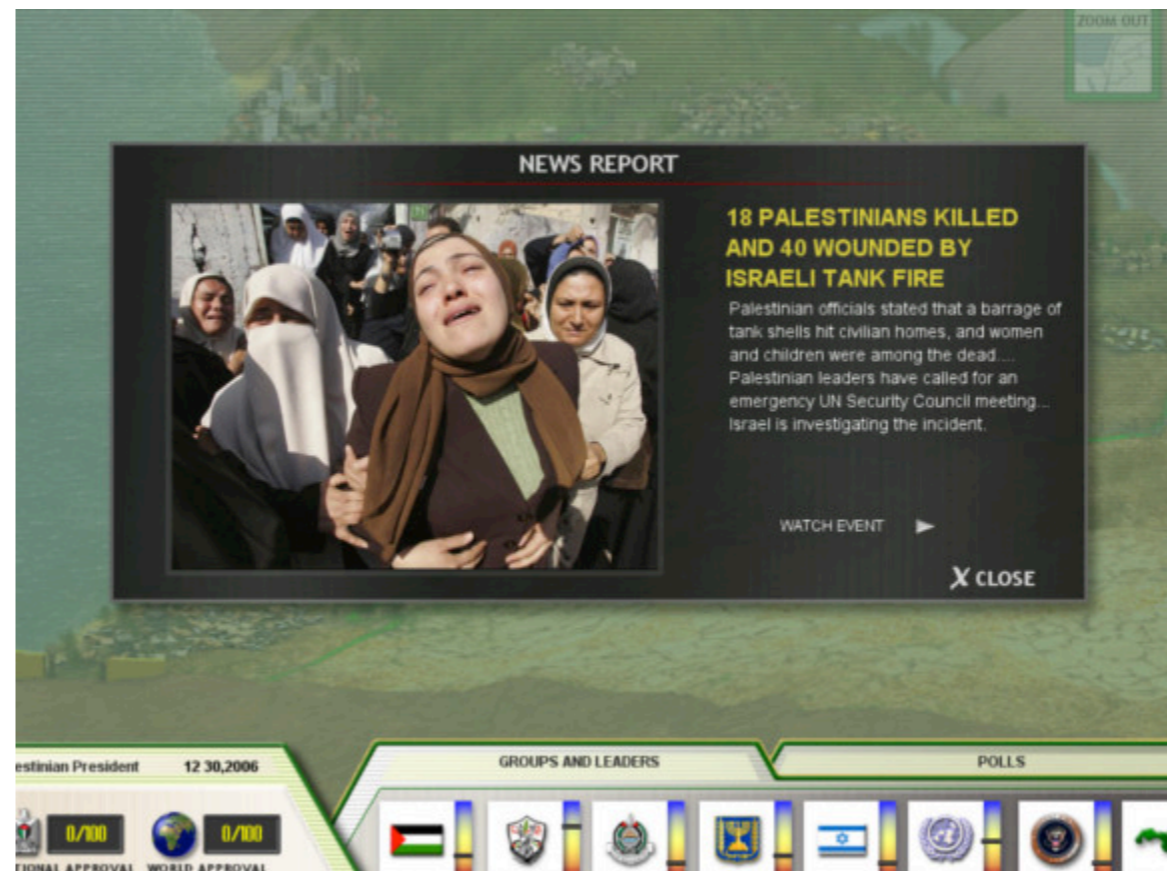 ZOOM OUT
NEWS REPORT
18 PALESTINIANS KILLED
AND 40 WOUNDED BY
ISRAELI TANK FIRE
Palestinian officials stated that a barrage of
tank shells hit civilian homes, and women
and children were among the dead....
Palestinian leaders have called for an
emergency UN Security Council meeting...
Israel is investigating the incident.
WATCH EVENT
X CLOSE
estinian President 12 30,2006
GROUPS AND LEADERS
POLLS
0/100
0/100
TIONAL APPROVAL WORLD APPROVAL